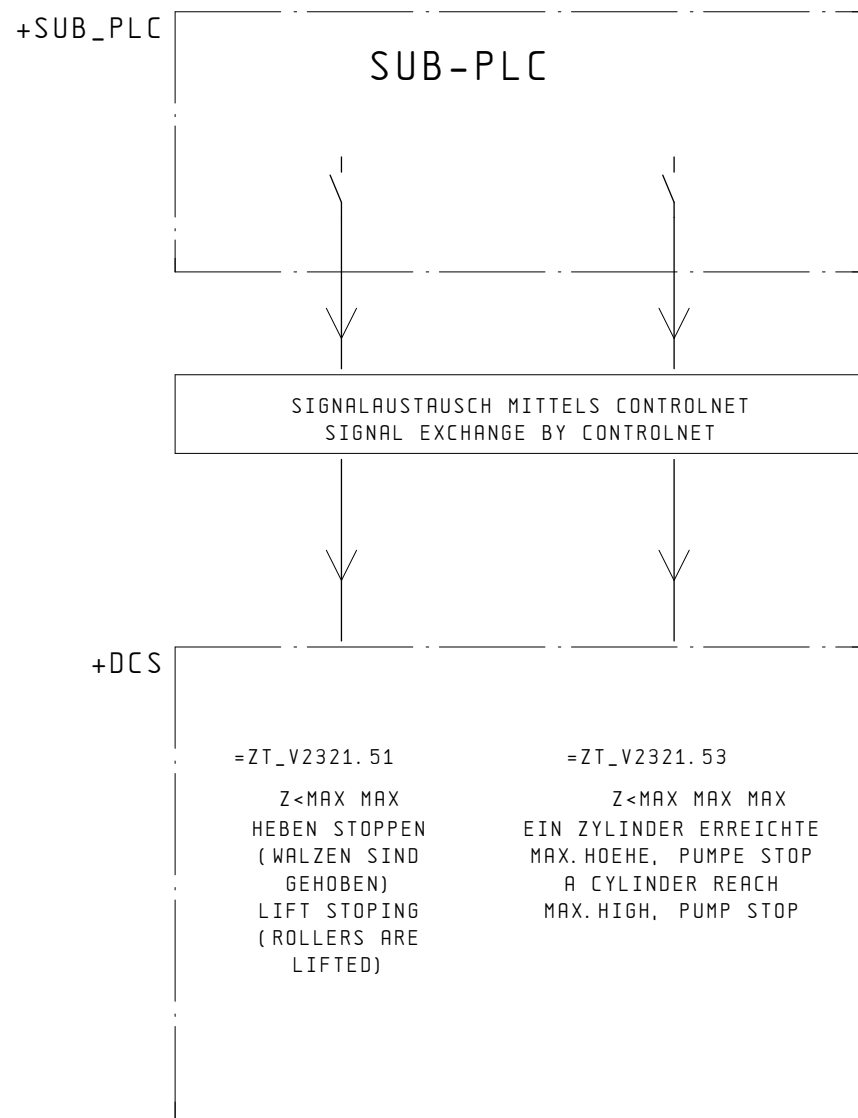 +SUB_PLC
SUB-PLC
SIGNALAUSTAUSCH MITTELS CONTROLNET
SIGNAL EXCHANGE BY CONTROLNET
+DCS
=ZT_V2321.51
Z<MAX MAX
HEBEN STOPPEN
(WALZEN SIND
GEHOBEN)
LIFT STOPING
(ROLLERS ARE
LIFTED)
=ZT_V2321.53
Z<MAX MAX MAX
EIN ZYLINDER ERREICHTE
MAX.HOEHE, PUMPE STOP
A CYLINDER REACH
MAX.HIGH, PUMP STOP